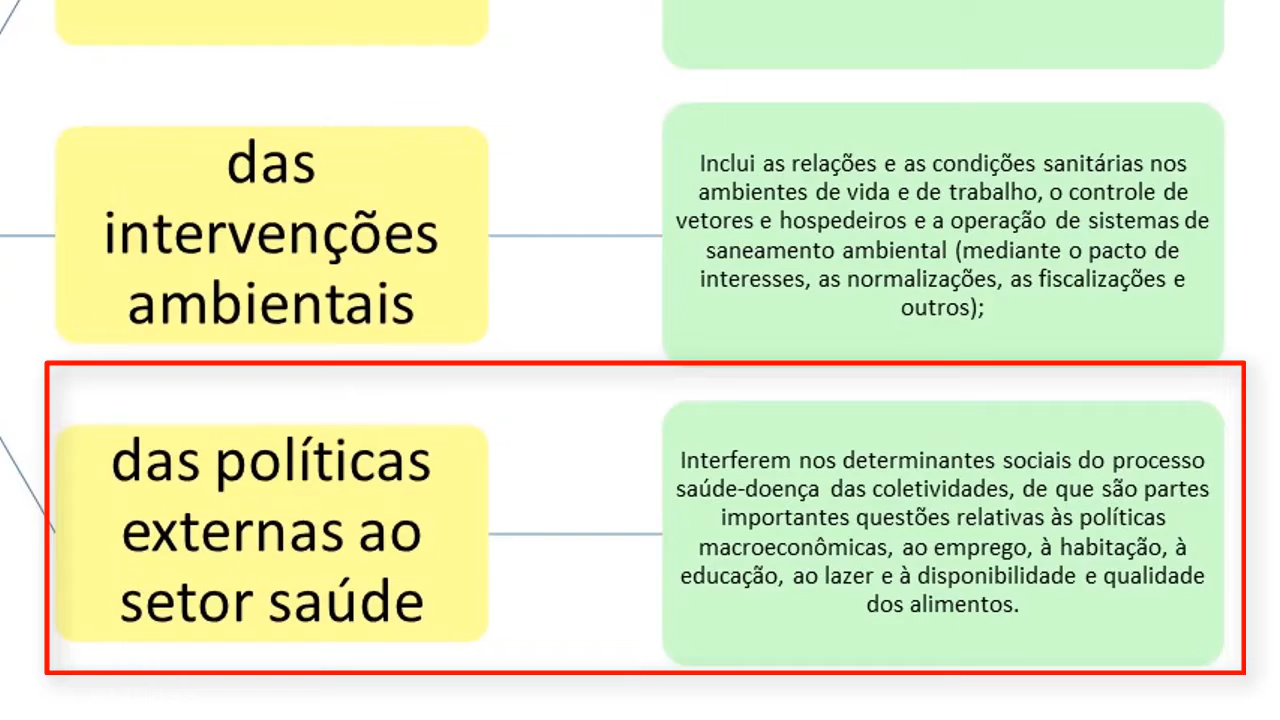 das
intervenções
ambientais
Inclui as relações e as condições sanitárias nos
ambientes de vida e de trabalho, o controle de
vetores e hospedeiros e a operação de sistemas de
saneamento ambiental (mediante o pacto de
interesses, as normalizações, as fiscalizações e
outros);
das políticas
externas ao
setor saúde
Interferem nos determinantes sociais do processo
saúde-doença das coletividades, de que são partes
importantes questões relativas às políticas
macroeconômicas, ao emprego, à habitação, à
educação, ao lazer e à disponibilidade e qualidade
dos alimentos.